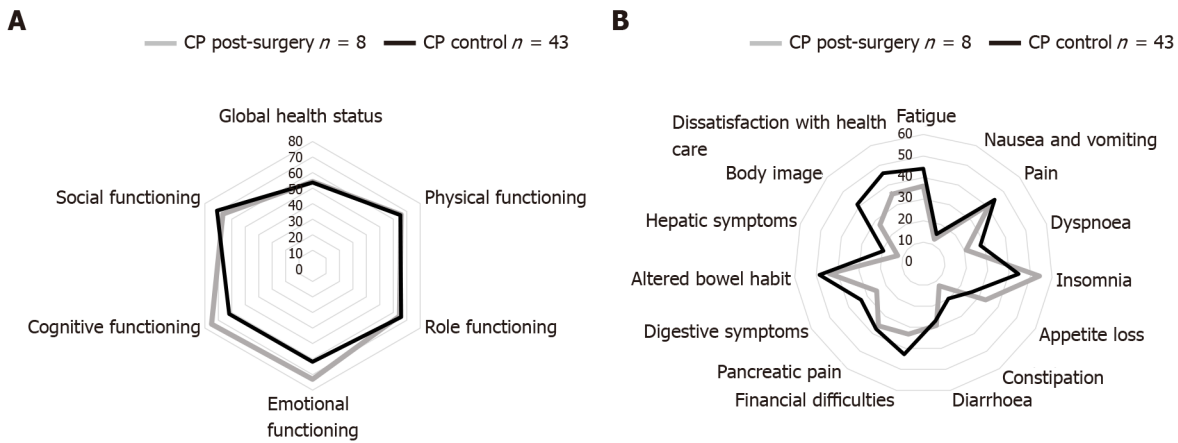 A
CP post-surgery n = 8
CP control n = 43
Global health status
80
70
60
50
40
30
20
10
0
Physical functioning
Role functioning
Emotional
functioning
Cognitive functioning
Social functioning
B
CP post-surgery n = 8
CP control n = 43
Fatigue
60
50
40
30
20
10
0
Nausea and vomiting
Pain
Dyspnoea
Insomnia
Appetite loss
Constipation
Diarrhoea
Financial difficulties
Pancreatic pain
Digestive symptoms
Altered bowel habit
Hepatic symptoms
Body image
Dissatisfaction with health
care